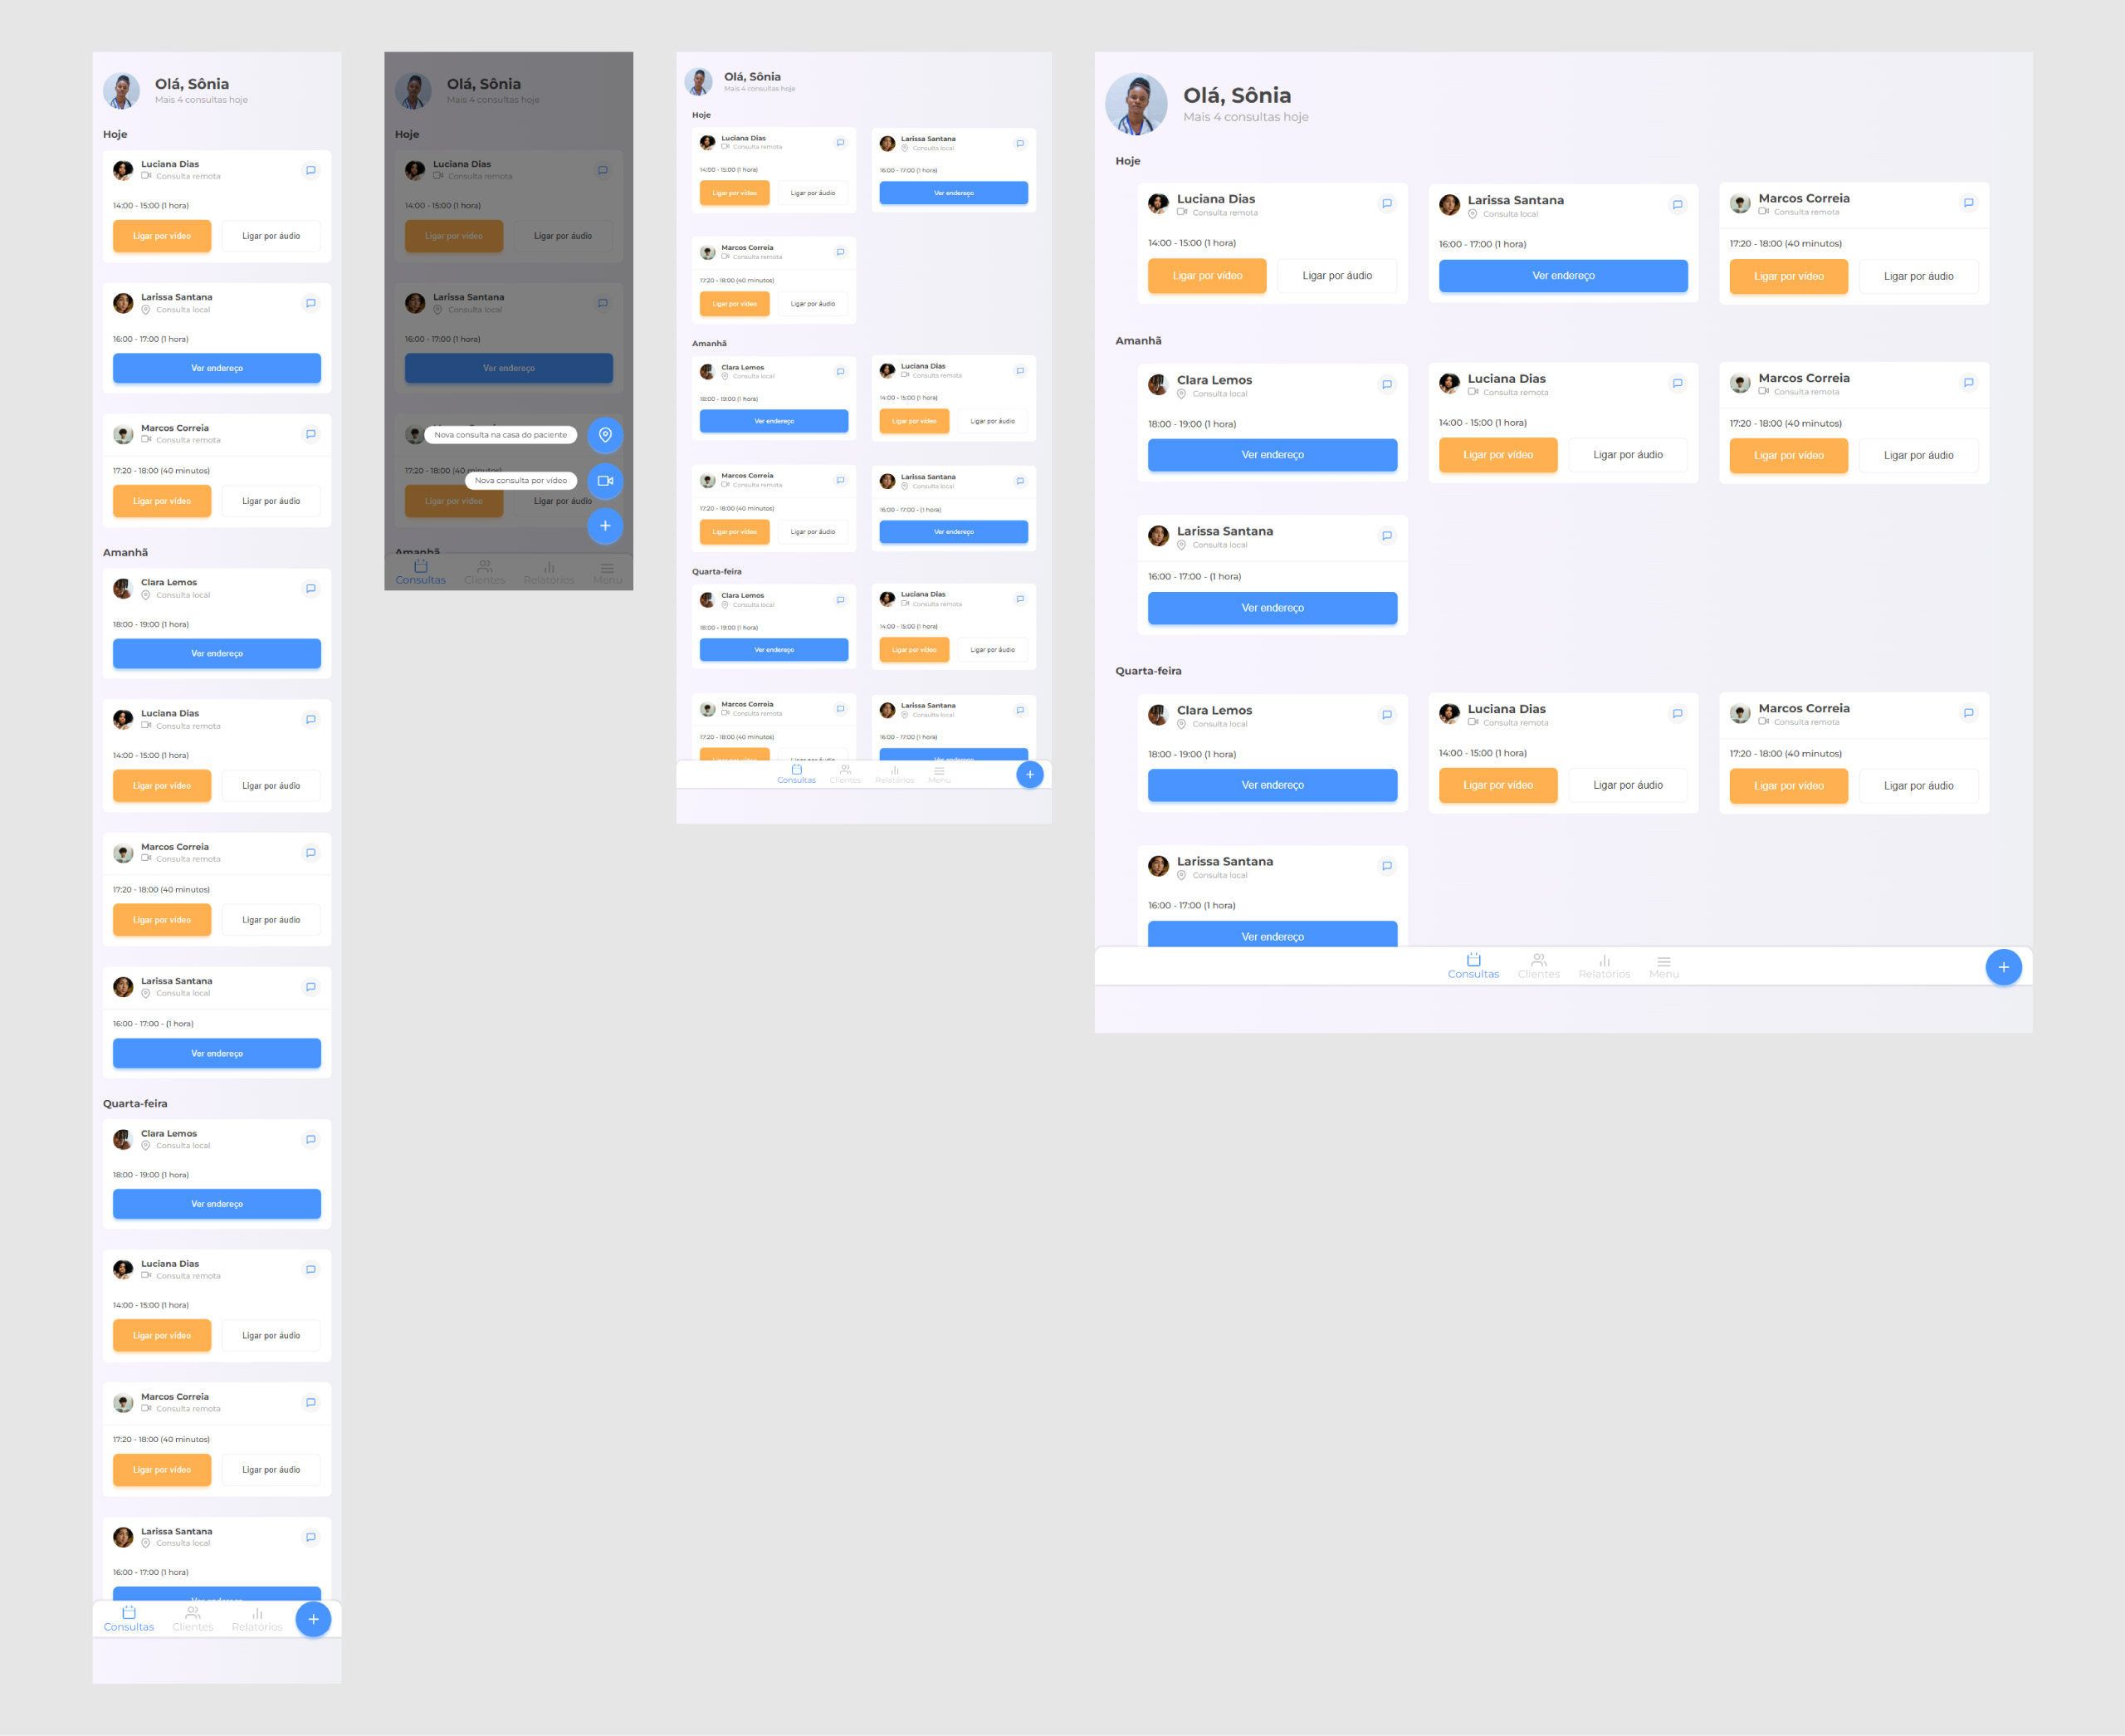 Olá, Sônia
Mais 4 consultas hoje
Hoje
Luciana Dias
Consulta remota
14:00 - 15:00 (1 hora)
Ligar por vídeo
Ligar por áudio
Larissa Santana
Consulta local
16:00 - 17:00 (1 hora)
Ver endereço
Marcos Correia
Consulta remota
17:20 - 18:00 (40 minutos)
Ligar por vídeo
Ligar por áudio
Amanhã
Clara Lemos
Consulta local
18:00 - 19:00 (1 hora)
Ver endereço
Luciana Dias
Consulta remota
14:00 - 15:00 (1 hora)
Ligar por vídeo
Ligar por áudio
Marcos Correia
Consulta remota
17:20 - 18:00 (40 minutos)
Ligar por vídeo
Ligar por áudio
Larissa Santana
Consulta local
16:00 - 17:00 - (1 hora)
Ver endereço
Quarta-feira
Clara Lemos
Consulta local
18:00 - 19:00 (1 hora)
Ver endereço
Luciana Dias
Consulta remota
14:00 - 15:00 (1 hora)
Ligar por vídeo
Ligar por áudio
Marcos Correia
Consulta remota
17:20 - 18:00 (40 minutos)
Ligar por vídeo
Ligar por áudio
Larissa Santana
Consulta local
16:00 - 17:00 (1 hora)
Consultas
Clientes
Relatórios
Olá, Sônia
Mais 4 consultas hoje
Hoje
Luciana Dias
Consulta remota
14:00 - 15:00 (1 hora)
Ligar por vídeo
Ligar por áudio
Larissa Santana
Consulta local
16:00 - 17:00 (1 hora)
Ver endereço
Nova consulta na casa do paciente
17:20 - 18:00 (40 minutos)
Nova consulta por vídeo
Ligar por vídeo
Ligar por áudio
Amanhã
Consultas
Clientes
Relatórios
Menu
Olá, Sônia
Mais 4 consultas hoje
Hoje
Luciana Dias
Consulta remota
14:00 - 15:00 (1 hora)
Ligar por vídeo
Ligar por áudio
Larissa Santana
Consulta local
16:00 - 17:00 (1 hora)
Ver endereço
Marcos Correia
Consulta remota
17:20 - 18:00 (40 minutos)
Ligar por vídeo
Ligar por áudio
Amanhã
Clara Lemos
Consulta local
18:00 - 19:00 (1 hora)
Ver endereço
Luciana Dias
Consulta remota
14:00 - 15:00 (1 hora)
Ligar por vídeo
Ligar por áudio
Marcos Correia
Consulta remota
17:20 - 18:00 (40 minutos)
Ligar por vídeo
Ligar por áudio
Larissa Santana
Consulta local
16:00 - 17:00 - (1 hora)
Ver endereço
Quarta-feira
Clara Lemos
Consulta local
18:00 - 19:00 (1 hora)
Ver endereço
Luciana Dias
Consulta remota
14:00 - 15:00 (1 hora)
Ligar por vídeo
Ligar por áudio
Marcos Correia
Consulta remota
17:20 - 18:00 (40 minutos)
Larissa Santana
Consulta local
16:00 - 17:00 (1 hora)
Consultas
Clientes
Relatórios
Menu
Olá, Sônia
Mais 4 consultas hoje
Hoje
Luciana Dias
Consulta remota
14:00 - 15:00 (1 hora)
Ligar por vídeo
Ligar por áudio
Larissa Santana
Consulta local
16:00 - 17:00 (1 hora)
Ver endereço
Marcos Correia
Consulta remota
17:20 - 18:00 (40 minutos)
Ligar por vídeo
Ligar por áudio
Amanhã
Clara Lemos
Consulta local
18:00 - 19:00 (1 hora)
Ver endereço
Luciana Dias
Consulta remota
14:00 - 15:00 (1 hora)
Ligar por vídeo
Ligar por áudio
Marcos Correia
Consulta remota
17:20 - 18:00 (40 minutos)
Ligar por vídeo
Ligar por áudio
Larissa Santana
Consulta local
16:00 - 17:00 - (1 hora)
Ver endereço
Quarta-feira
Clara Lemos
Consulta local
18:00 - 19:00 (1 hora)
Ver endereço
Luciana Dias
Consulta remota
14:00 - 15:00 (1 hora)
Ligar por vídeo
Ligar por áudio
Marcos Correia
Consulta remota
17:20 - 18:00 (40 minutos)
Ligar por vídeo
Ligar por áudio
Larissa Santana
Consulta local
16:00 - 17:00 (1 hora)
Ver endereço
Consultas
Clientes
Relatórios
Menu